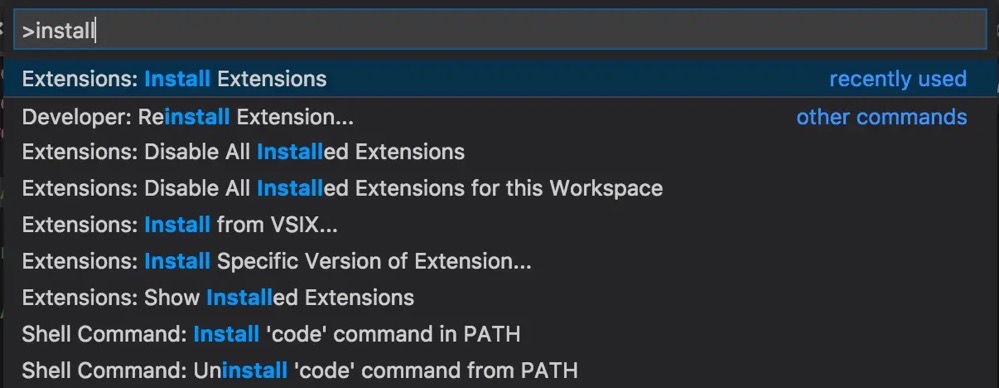 >install
Extensions: Install Extensions recently used
Developer: Reinstall Extension... other commands
Extensions: Disable All Installed Extensions
Extensions: Disable All Installed Extensions for this Workspace
Extensions: Install from VSIX...
Extensions: Install Specific Version of Extension...
Extensions: Show Installed Extensions
Shell Command: Install 'code' command in PATH
Shell Command: Uninstall 'code' command from PATH